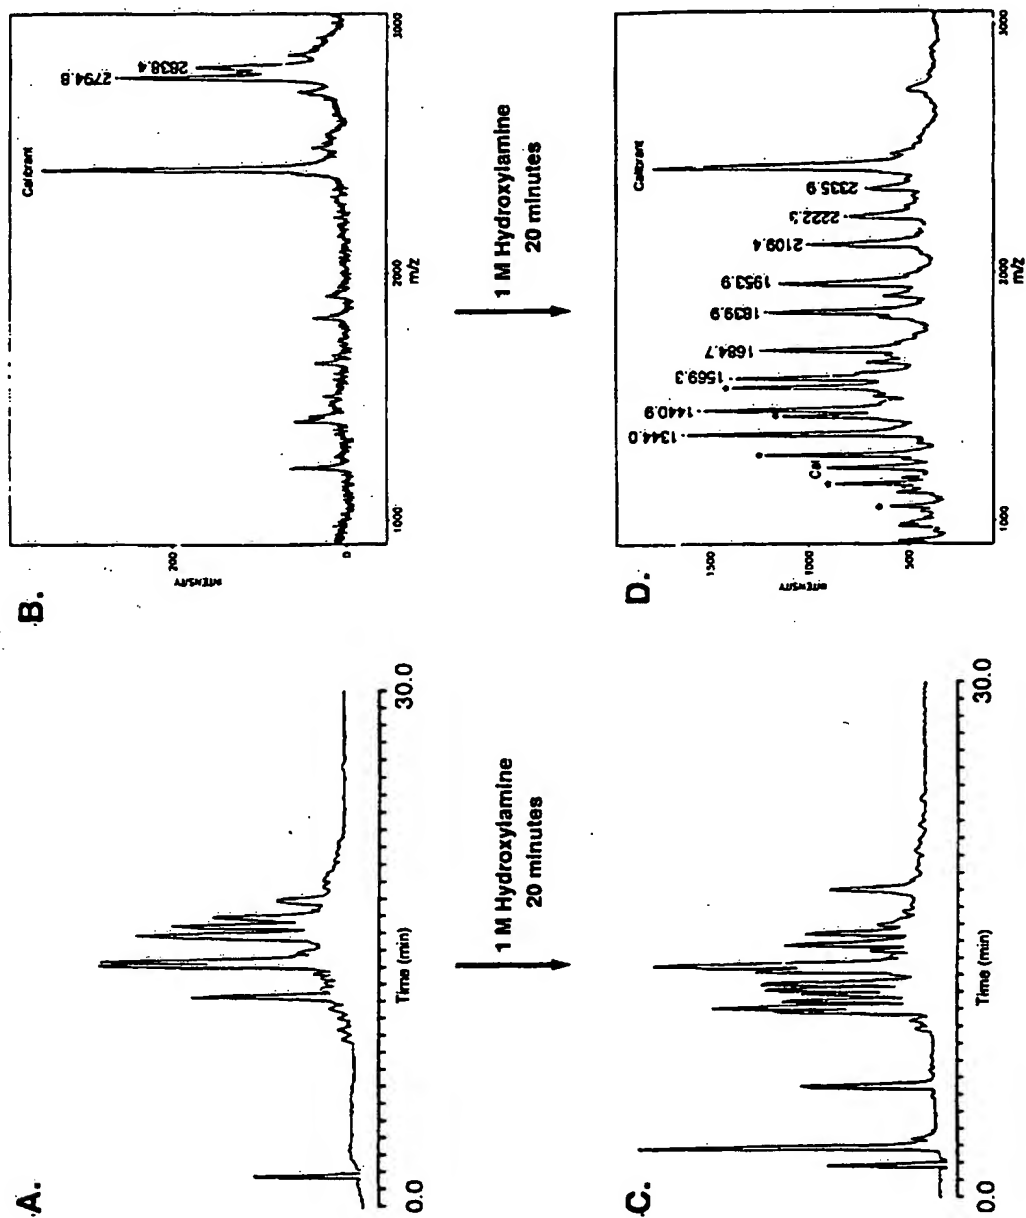 A.
0.0
30.0
Time (min)
1 M Hydroxylamine
20 minutes
B.
INTENSITY
200
0
1000
2000
3000
m/z
Calibrant
2794.8
2838.4
1 M Hydroxylamine
20 minutes
C.
0.0
30.0
Time (min)
D.
INTENSITY
1500
1000
500
1000
2000
3000
m/z
*
*
Cal
*
1344.0
*
1440.9
*
1569.3
1684.7
1839.9
1953.9
2109.4
2222.3
2335.9
Calibrant